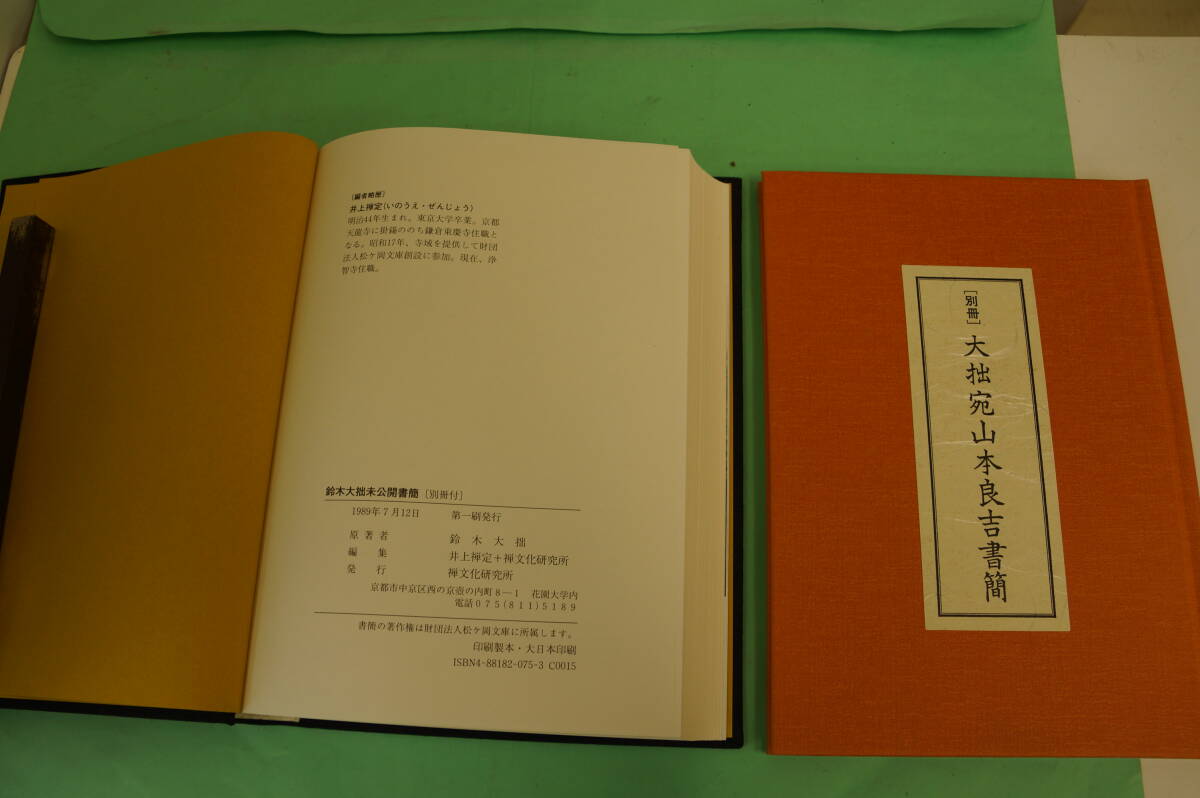 ［編者略歴］
井上禅定(いのうえ・ぜんじょう)
明治44年生まれ。東京大学卒業。京都
天龍寺に掛錫ののち鎌倉東慶寺住職と
なる。昭和17年、寺域を提供して財団
法人松ケ岡文庫創設に参加。現在、浄
智寺住職。
鈴木大拙未公開書簡［別冊付］
1989年7月12日　第一刷発行
原著者　鈴木大拙
編集　井上禅定＋禅文化研究所
発行　禅文化研究所
京都市中京区西の京壺の内町8—1　花園大学内
電話075(811)5189
書簡の著作権は財団法人松ケ岡文庫に所属します。
印刷製本・大日本印刷
ISBN4-88182-075-3 C0015
［別冊］大拙宛山本良吉書簡